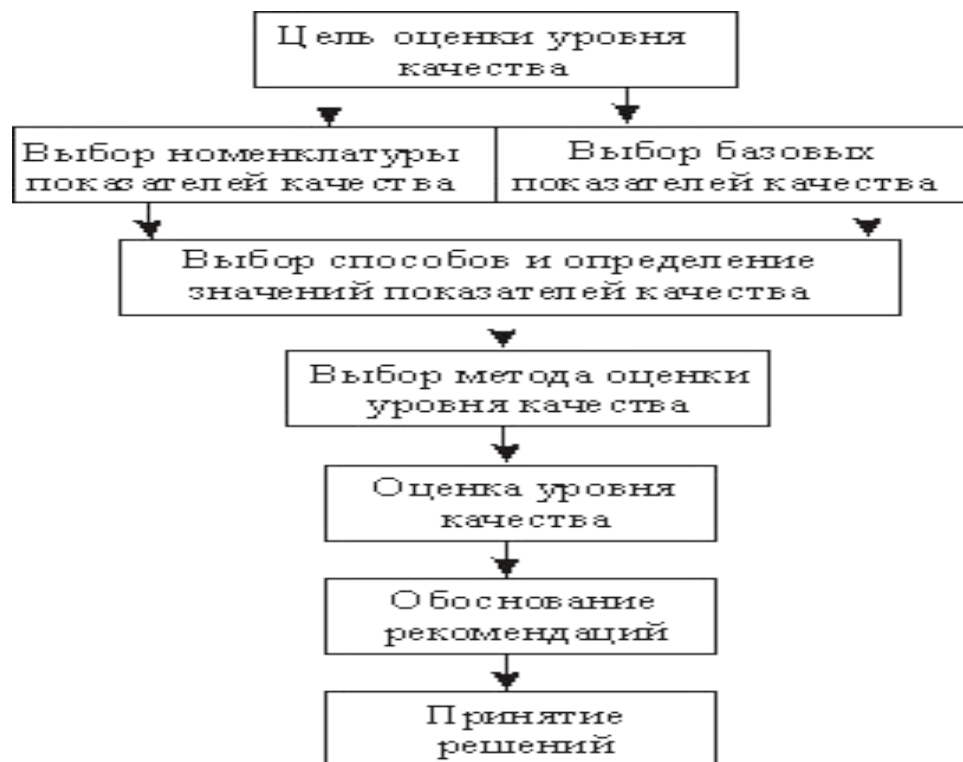 Цель оценки уровня
качества
Выбор номенклатуры
показателей качества
Выбор базовых
показателей качества
Выбор способов и определение
значений показателей качества
Выбор метода оценки
уровня качества
Оценка уровня
качества
Обоснование
рекомендаций
Принятие
решений